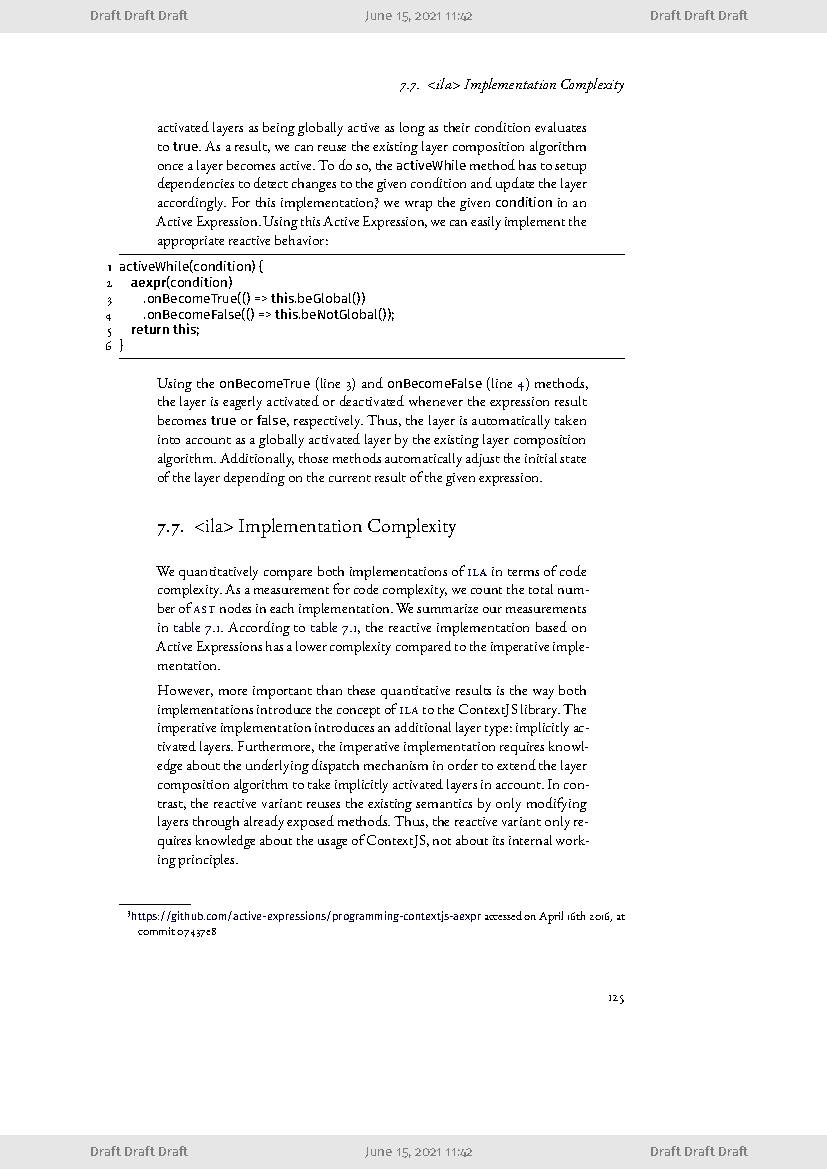 Draft Draft Draft June 15, 2021 11:42 Draft Draft Draft
7.7. <ila> Implementation Complexity
activated layers as being globally active as long as their condition evaluates
to true. As a result, we can reuse the existing layer composition algorithm
once a layer becomes active. To do so, the activeWhile method has to setup
dependencies to detect changes to the given condition and update the layer
accordingly. For this implementation,³ we wrap the given condition in an
Active Expression. Using this Active Expression, we can easily implement the
appropriate reactive behavior:
1 activeWhile(condition) {
2 aexpr(condition)
3 .onBecomeTrue(() => this.beGlobal())
4 .onBecomeFalse(() => this.beNotGlobal());
5 return this;
6 }
Using the onBecomeTrue (line 3) and onBecomeFalse (line 4) methods,
the layer is eagerly activated or deactivated whenever the expression result
becomes true or false, respectively. Thus, the layer is automatically taken
into account as a globally activated layer by the existing layer composition
algorithm. Additionally, those methods automatically adjust the initial state
of the layer depending on the current result of the given expression.
7.7. <ila> Implementation Complexity
We quantitatively compare both implementations of ILA in terms of code
complexity. As a measurement for code complexity, we count the total num-
ber of AST nodes in each implementation. We summarize our measurements
in table 7.1. According to table 7.1, the reactive implementation based on
Active Expressions has a lower complexity compared to the imperative imple-
mentation.
However, more important than these quantitative results is the way both
implementations introduce the concept of ILA to the ContextJS library. The
imperative implementation introduces an additional layer type: implicitly ac-
tivated layers. Furthermore, the imperative implementation requires knowl-
edge about the underlying dispatch mechanism in order to extend the layer
composition algorithm to take implicitly activated layers in account. In con-
trast, the reactive variant reuses the existing semantics by only modifying
layers through already exposed methods. Thus, the reactive variant only re-
quires knowledge about the usage of ContextJS, not about its internal work-
ing principles.
³https://github.com/active-expressions/programming-contextjs-aexpr accessed on April 16th 2016, at
commit 07437e8
125
Draft Draft Draft June 15, 2021 11:42 Draft Draft Draft